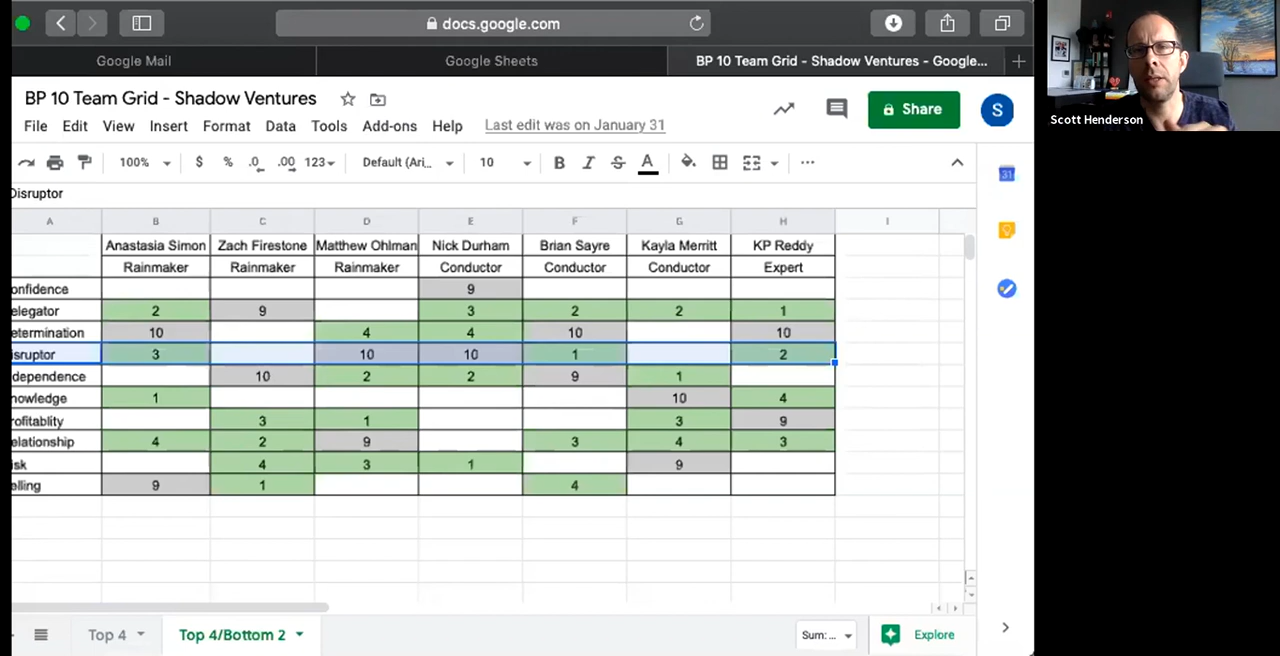 docs.google.com
Google Mail Google Sheets BP 10 Team Grid - Shadow Ventures - Google...
Scott Henderson
BP 10 Team Grid - Shadow Ventures Share S
File Edit View Insert Format Data Tools Add-ons Help Last edit was on January 31
100% $ % .0 .00 123 Default (Ari... 10 B I S A ...
31
Disruptor
A B C D E F G H I
Anastasia Simon Zach Firestone Matthew Ohlman Nick Durham Brian Sayre Kayla Merritt KP Reddy
Rainmaker Rainmaker Rainmaker Conductor Conductor Conductor Expert
onfidence 9
elegator 2 9 3 2 2 1
etermination 10 4 4 10 10
isruptor 3 10 10 1 2
dependence 10 2 2 9 1
nowledge 1 10 4
rofitablity 3 1 3 9
elationship 4 2 9 3 4 3
isk 4 3 1 9
elling 9 1 4
Top 4 Top 4/Bottom 2 Sum:... Explore